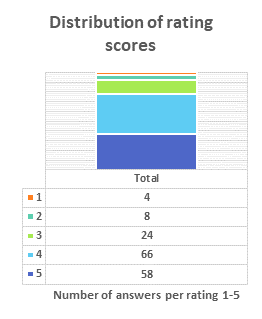 Distribution of rating
scores
Total
1 4
2 8
3 24
4 66
5 58
Number of answers per rating 1-5